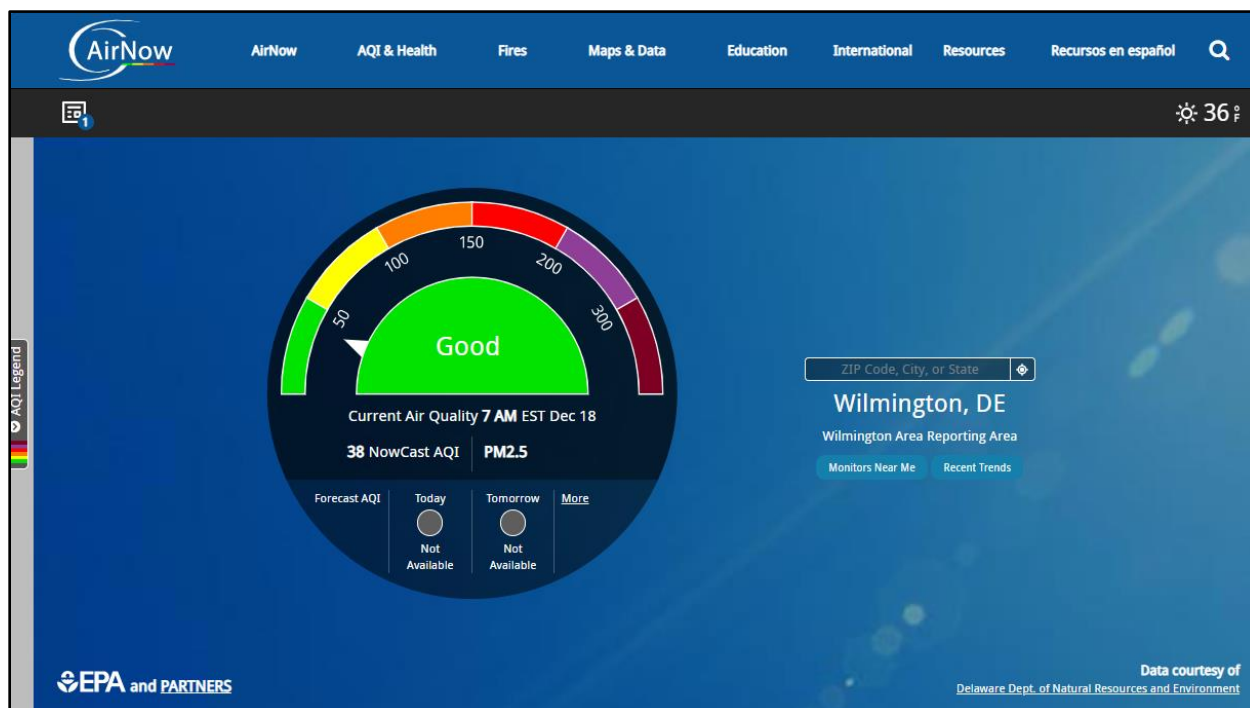 AirNow
AirNow AQI & Health Fires Maps & Data Education International Resources Recursos en español
1
36 °F
AQI Legend
50
100
150
200
300
Good
Current Air Quality 7 AM EST Dec 18
38 NowCast AQI PM2.5
Forecast AQI Today Tomorrow More
Not Available Not Available
ZIP Code, City, or State
Wilmington, DE
Wilmington Area Reporting Area
Monitors Near Me Recent Trends
EPA and PARTNERS
Data courtesy of
Delaware Dept. of Natural Resources and Environment